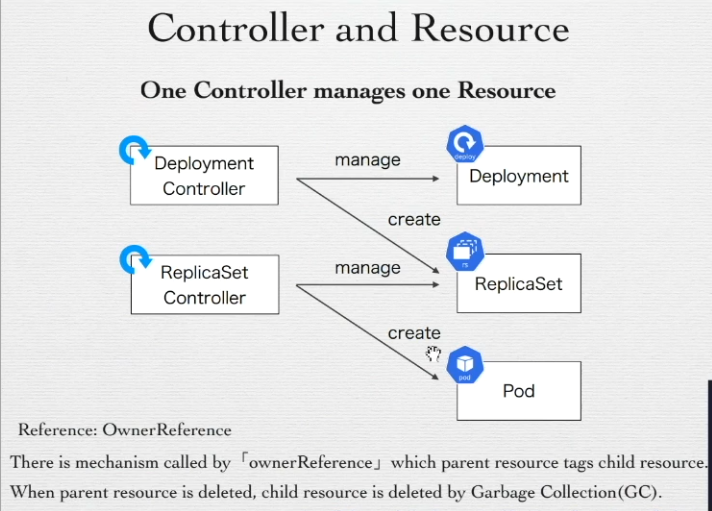 Controller and Resource
One Controller manages one Resource
Deployment
Controller
manage
deploy
Deployment
create
ReplicaSet
Controller
manage
rs
ReplicaSet
create
pod
Pod
Reference: OwnerReference
There is mechanism called by「ownerReference」which parent resource tags child resource.
When parent resource is deleted, child resource is deleted by Garbage Collection(GC).